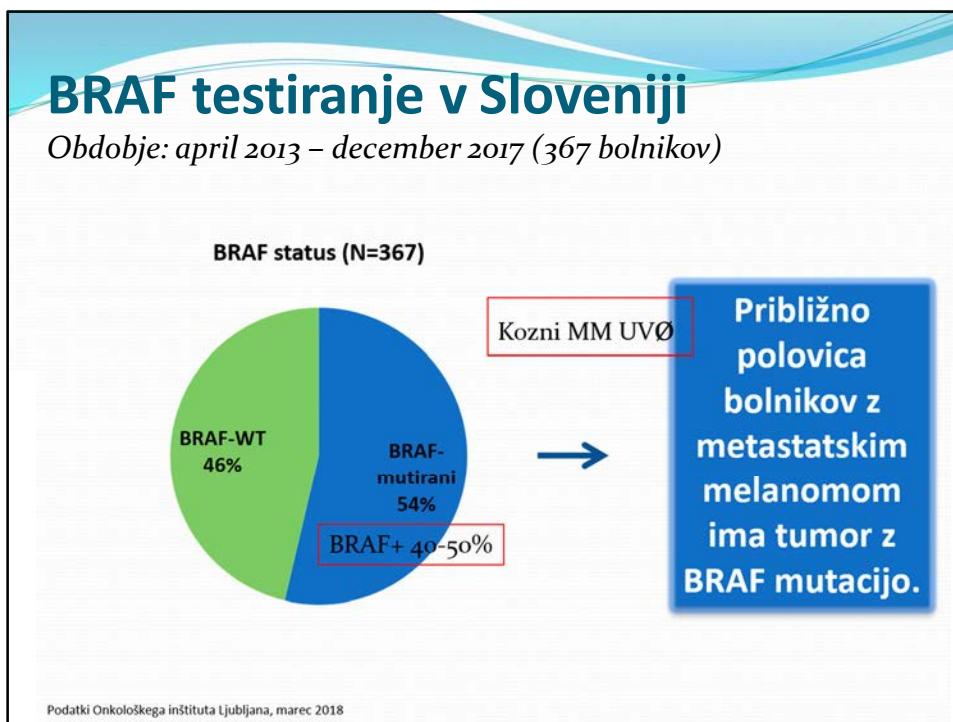 BRAF testiranje v Sloveniji
Obdobje: april 2013 – december 2017 (367 bolnikov)
BRAF status (N=367)
BRAF-WT
46%
BRAF-
mutirani
54%
BRAF+ 40-50%
Kozni MM UVØ
Približno
polovica
bolnikov z
metastatskim
melanomom
ima tumor z
BRAF mutacijo.
Podatki Onkološkega inštituta Ljubljana, marec 2018